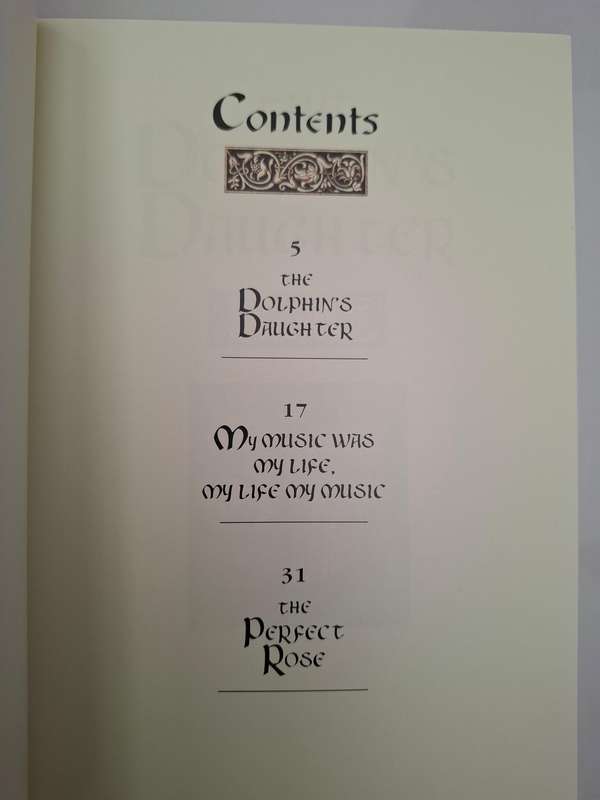 Contents
5
THE
DOLPHIN'S
DAUGHTER
17
My MUSIC WAS
MY LIFE,
MY LIFE MY MUSIC
31
THE
PERFECT
ROSE